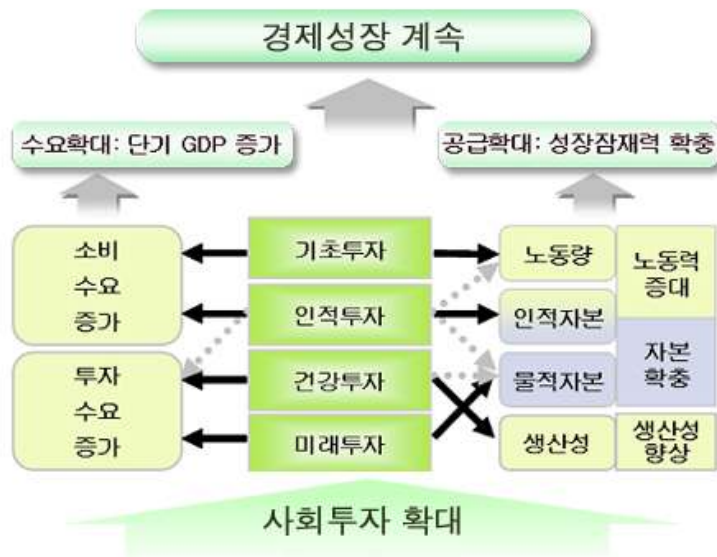 경제성장 계속
수요확대: 단기 GDP 증가
공급확대: 성장잠재력 확충
소비
수요
증가
투자
수요
증가
기초투자
인적투자
건강투자
미래투자
노동량
인적자본
물적자본
생산성
노동력
증대
자본
확충
생산성
향상
사회투자 확대